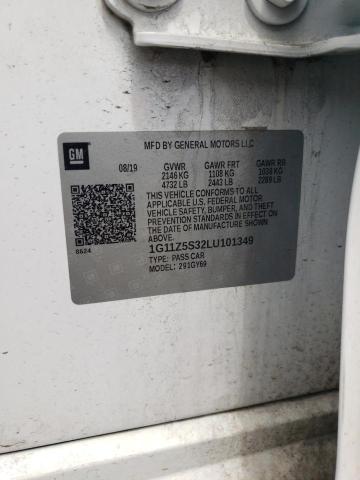 GM
MFD BY GENERAL MOTORS LLC
08/19 GVWR GAWR FRT GAWR RR
2146 KG 1108 KG 1038 KG
4732 LB 2443 LB 2289 LB
THIS VEHICLE CONFORMS TO ALL
APPLICABLE U.S. FEDERAL MOTOR
VEHICLE SAFETY, BUMPER, AND THEFT
PREVENTION STANDARDS IN EFFECT ON
THE DATE OF MANUFACTURE SHOWN
ABOVE.
8624
1G11Z5S32LU101349
TYPE: PASS CAR
MODEL: 291GY69